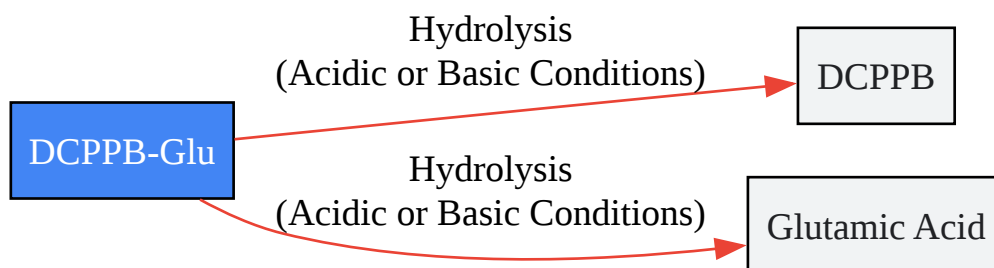 Hydrolysis
(Acidic or Basic Conditions)
DCPPB
DCPPB-Glu
Hydrolysis
(Acidic or Basic Conditions)
Glutamic Acid